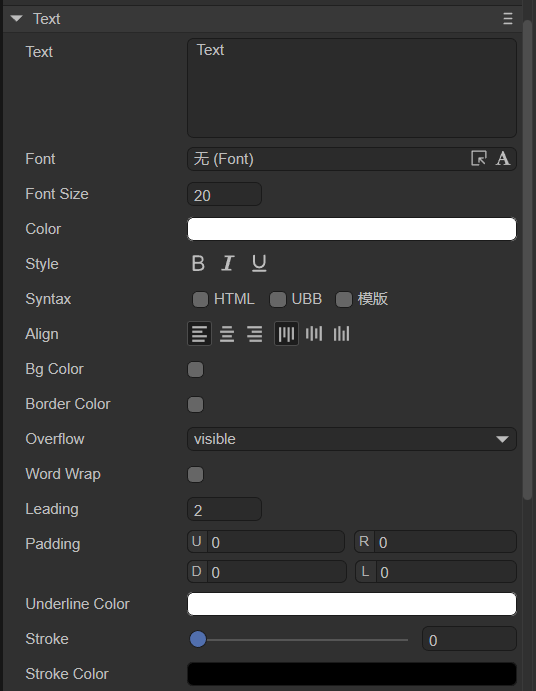 Text
Text Text
Font 无 (Font) A
Font Size 20
Color
Style B I U
Syntax HTML UBB 模版
Align
Bg Color
Border Color
Overflow visible
Word Wrap
Leading 2
Padding U 0 R 0
D 0 L 0
Underline Color
Stroke 0
Stroke Color